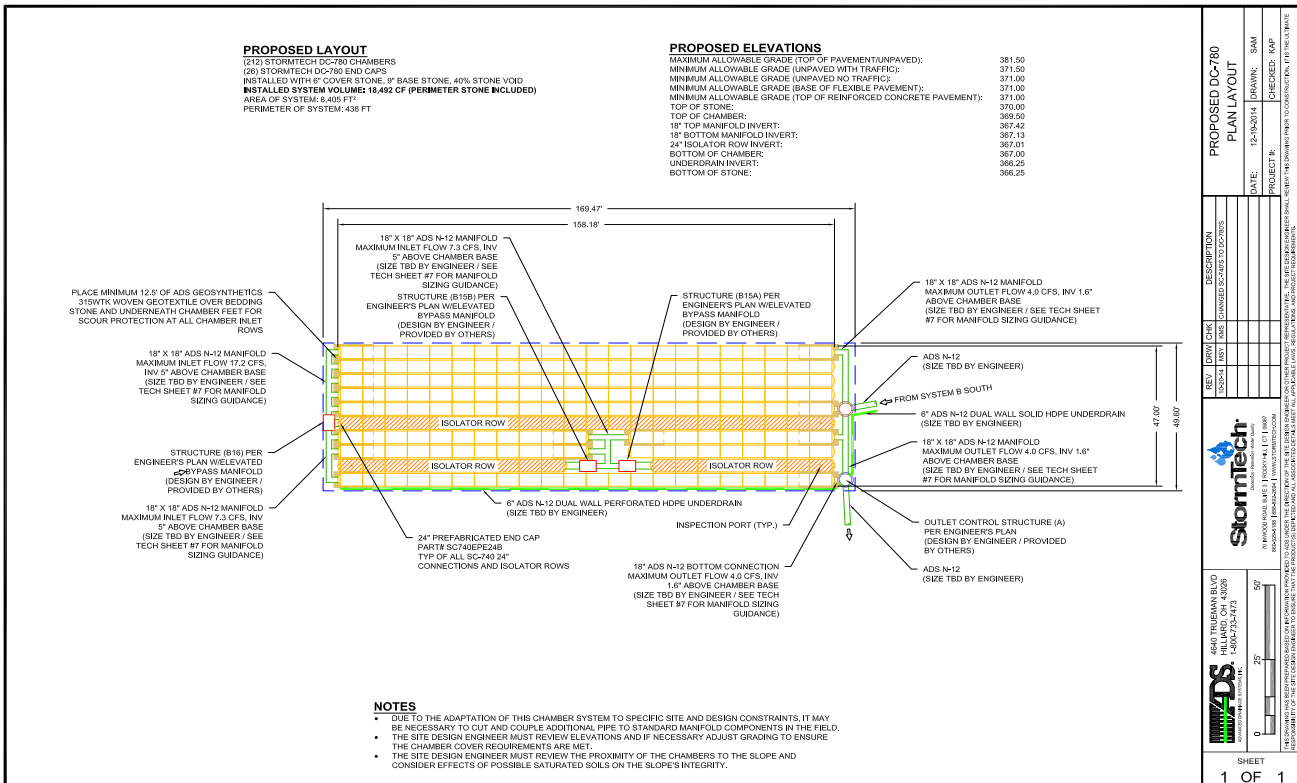 PROPOSED LAYOUT
(212) STORMTECH DC-780 CHAMBERS
(26) STORMTECH DC-780 END CAPS
INSTALLED WITH 6" COVER STONE, 9" BASE STONE, 40% STONE VOID
INSTALLED SYSTEM VOLUME: 18,492 CF (PERIMETER STONE INCLUDED)
AREA OF SYSTEM: 8,405 FT²
PERIMETER OF SYSTEM: 438 FT
PROPOSED ELEVATIONS
MAXIMUM ALLOWABLE GRADE (TOP OF PAVEMENT/UNPAVED): 381.50
MINIMUM ALLOWABLE GRADE (UNPAVED WITH TRAFFIC): 371.50
MINIMUM ALLOWABLE GRADE (UNPAVED NO TRAFFIC): 371.00
MINIMUM ALLOWABLE GRADE (BASE OF FLEXIBLE PAVEMENT): 371.00
MINIMUM ALLOWABLE GRADE (TOP OF REINFORCED CONCRETE PAVEMENT): 371.00
TOP OF STONE: 370.00
TOP OF CHAMBER: 369.50
18" TOP MANIFOLD INVERT: 367.42
18" BOTTOM MANIFOLD INVERT: 367.13
24" ISOLATOR ROW INVERT: 367.01
BOTTOM OF CHAMBER: 367.00
UNDERDRAIN INVERT: 366.25
BOTTOM OF STONE: 366.25
169.47'
158.18'
18" X 18" ADS N-12 MANIFOLD
MAXIMUM INLET FLOW 7.3 CFS, INV
5" ABOVE CHAMBER BASE
(SIZE TBD BY ENGINEER / SEE
TECH SHEET #7 FOR MANIFOLD
SIZING GUIDANCE)
STRUCTURE (B15B) PER
ENGINEER'S PLAN W/ELEVATED
BYPASS MANIFOLD
(DESIGN BY ENGINEER /
PROVIDED BY OTHERS)
STRUCTURE (B15A) PER
ENGINEER'S PLAN W/ELEVATED
BYPASS MANIFOLD
(DESIGN BY ENGINEER /
PROVIDED BY OTHERS)
PLACE MINIMUM 12.5' OF ADS GEOSYNTHETICS
315WTK WOVEN GEOTEXTILE OVER BEDDING
STONE AND UNDERNEATH CHAMBER FEET FOR
SCOUR PROTECTION AT ALL CHAMBER INLET
ROWS
18" X 18" ADS N-12 MANIFOLD
MAXIMUM INLET FLOW 17.2 CFS,
INV 5" ABOVE CHAMBER BASE
(SIZE TBD BY ENGINEER / SEE
TECH SHEET #7 FOR MANIFOLD
SIZING GUIDANCE)
STRUCTURE (B16) PER
ENGINEER'S PLAN W/ELEVATED
BYPASS MANIFOLD
(DESIGN BY ENGINEER /
PROVIDED BY OTHERS)
18" X 18" ADS N-12 MANIFOLD
MAXIMUM INLET FLOW 7.3 CFS, INV
5" ABOVE CHAMBER BASE
(SIZE TBD BY ENGINEER / SEE
TECH SHEET #7 FOR MANIFOLD
SIZING GUIDANCE)
ISOLATOR ROW
ISOLATOR ROW
ISOLATOR ROW
18" X 18" ADS N-12 MANIFOLD
MAXIMUM OUTLET FLOW 4.0 CFS, INV 1.6"
ABOVE CHAMBER BASE
(SIZE TBD BY ENGINEER / SEE TECH SHEET
#7 FOR MANIFOLD SIZING GUIDANCE)
ADS N-12
(SIZE TBD BY ENGINEER)
FROM SYSTEM B SOUTH
6" ADS N-12 DUAL WALL SOLID HDPE UNDERDRAIN
(SIZE TBD BY ENGINEER)
18" X 18" ADS N-12 MANIFOLD
MAXIMUM OUTLET FLOW 4.0 CFS, INV 1.6"
ABOVE CHAMBER BASE
(SIZE TBD BY ENGINEER / SEE TECH SHEET
#7 FOR MANIFOLD SIZING GUIDANCE)
47.00'
49.60'
6" ADS N-12 DUAL WALL PERFORATED HDPE UNDERDRAIN
(SIZE TBD BY ENGINEER)
INSPECTION PORT (TYP.)
24" PREFABRICATED END CAP
PART# SC740EPE24B
TYP OF ALL SC-740 24"
CONNECTIONS AND ISOLATOR ROWS
18" ADS N-12 BOTTOM CONNECTION
MAXIMUM OUTLET FLOW 4.0 CFS, INV
1.6" ABOVE CHAMBER BASE
(SIZE TBD BY ENGINEER / SEE TECH
SHEET #7 FOR MANIFOLD SIZING
GUIDANCE)
OUTLET CONTROL STRUCTURE (A)
PER ENGINEER'S PLAN
(DESIGN BY ENGINEER / PROVIDED
BY OTHERS)
ADS N-12
(SIZE TBD BY ENGINEER)
NOTES
• DUE TO THE ADAPTATION OF THIS CHAMBER SYSTEM TO SPECIFIC SITE AND DESIGN CONSTRAINTS, IT MAY
BE NECESSARY TO CUT AND COUPLE ADDITIONAL PIPE TO STANDARD MANIFOLD COMPONENTS IN THE FIELD.
• THE SITE DESIGN ENGINEER MUST REVIEW ELEVATIONS AND IF NECESSARY ADJUST GRADING TO ENSURE
THE CHAMBER COVER REQUIREMENTS ARE MET.
• THE SITE DESIGN ENGINEER MUST REVIEW THE PROXIMITY OF THE CHAMBERS TO THE SLOPE AND
CONSIDER EFFECTS OF POSSIBLE SATURATED SOILS ON THE SLOPE'S INTEGRITY.
PROPOSED DC-780
PLAN LAYOUT
DATE: 12-19-2014 DRAWN: SAM
PROJECT #: CHECKED: KAP
REV DRW CHK DESCRIPTION
10-20-14 MSY KMS CHANGED SC-740'S TO DC-780'S
StormTech
Detention Retention Water Quality
ADS
ADVANCED DRAINAGE SYSTEMS, INC.
4640 TRUEMAN BLVD
HILLIARD, OH 43026
1-800-733-7473
0 25' 50'
SHEET
1 OF 1